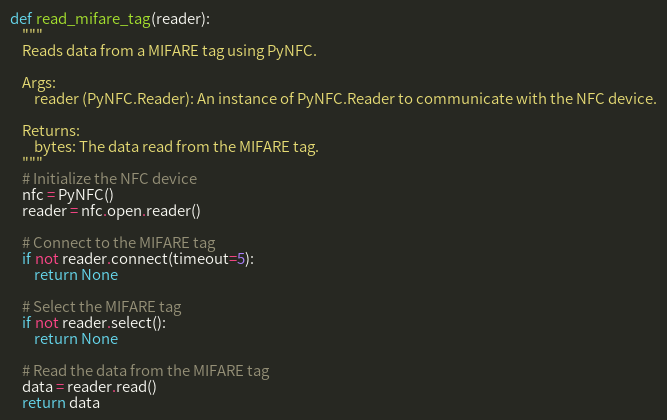 def read_mifare_tag(reader):
    """
    Reads data from a MIFARE tag using PyNFC.

    Args:
        reader (PyNFC.Reader): An instance of PyNFC.Reader to communicate with the NFC device.

    Returns:
        bytes: The data read from the MIFARE tag.
    """
    # Initialize the NFC device
    nfc = PyNFC()
    reader = nfc.open.reader()

    # Connect to the MIFARE tag
    if not reader.connect(timeout=5):
        return None

    # Select the MIFARE tag
    if not reader.select():
        return None

    # Read the data from the MIFARE tag
    data = reader.read()
    return data